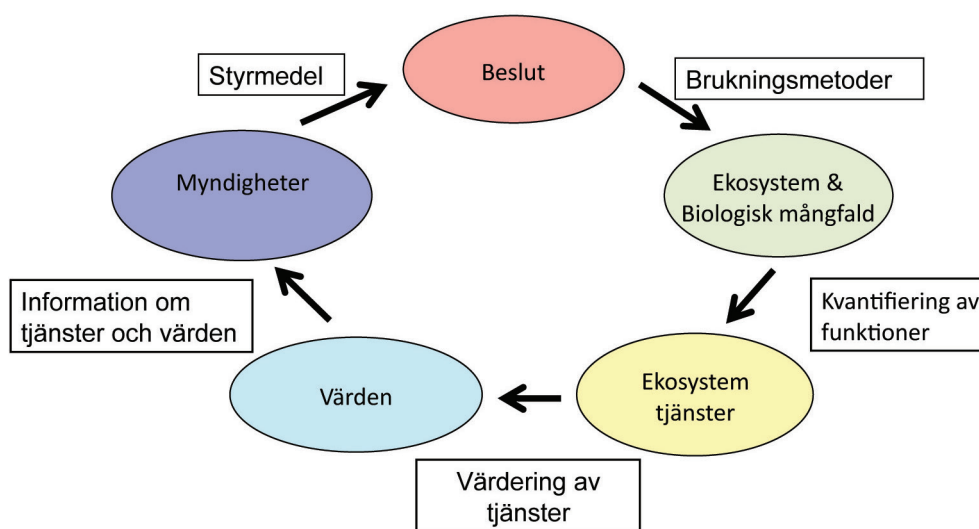 Styrmedel
Beslut
Brukningsmetoder
Myndigheter
Ekosystem &
Biologisk mångfald
Information om
tjänster och värden
Kvantifiering av
funktioner
Värden
Ekosystem
tjänster
Värdering av
tjänster